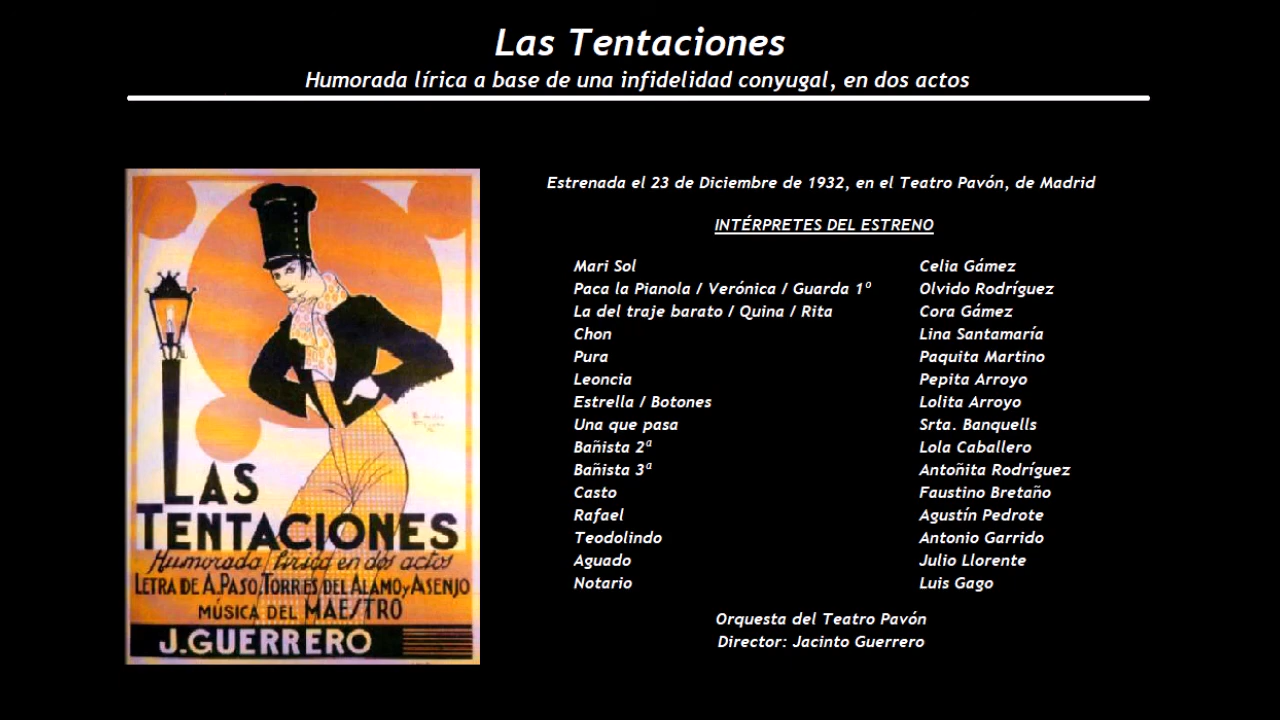 Las Tentaciones
Humorada lírica a base de una infidelidad conyugal, en dos actos
Estrenada el 23 de Diciembre de 1932, en el Teatro Pavón, de Madrid
INTÉRPRETES DEL ESTRENO
Mari Sol Celia Gámez
Paca la Pianola / Verónica / Guarda 1º Olvido Rodríguez
La del traje barato / Quina / Rita Cora Gámez
Chon Lina Santamaría
Pura Paquita Martino
Leoncia Pepita Arroyo
Estrella / Botones Lolita Arroyo
Una que pasa Srta. Banquells
Bañista 2ª Lola Caballero
Bañista 3ª Antoñita Rodríguez
Casto Faustino Bretaño
Rafael Agustín Pedrote
Teodolindo Antonio Garrido
Aguado Julio Llorente
Notario Luis Gago
Orquesta del Teatro Pavón
Director: Jacinto Guerrero
LAS
TENTACIONES
Humorada lírica en dos actos
LETRA DE A. PASO, TORRES DEL ALAMO y ASENJO
MÚSICA DEL MAESTRO
J. GUERRERO